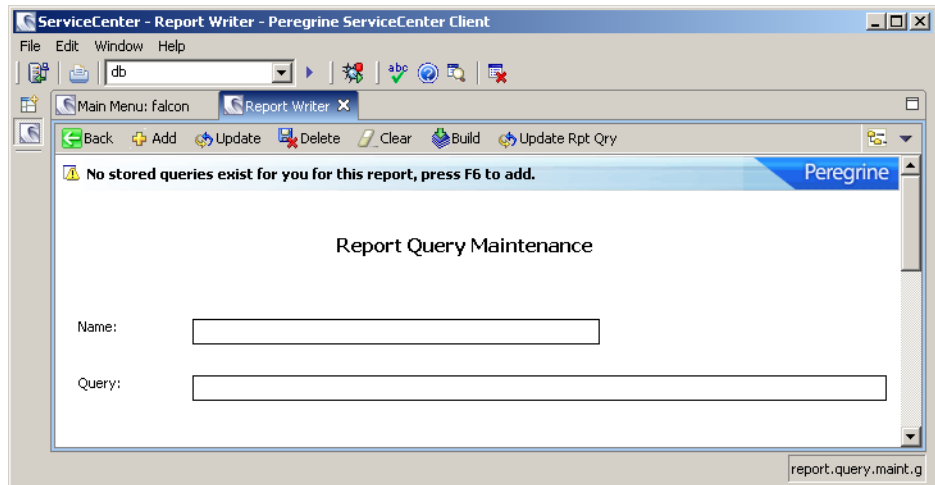 ServiceCenter - Report Writer - Peregrine ServiceCenter Client
File Edit Window Help
db
abc
Main Menu: falcon Report Writer
Back Add Update Delete Clear Build Update Rpt Qry
No stored queries exist for you for this report, press F6 to add. Peregrine
Report Query Maintenance
Name:
Query:
report.query.maint.g